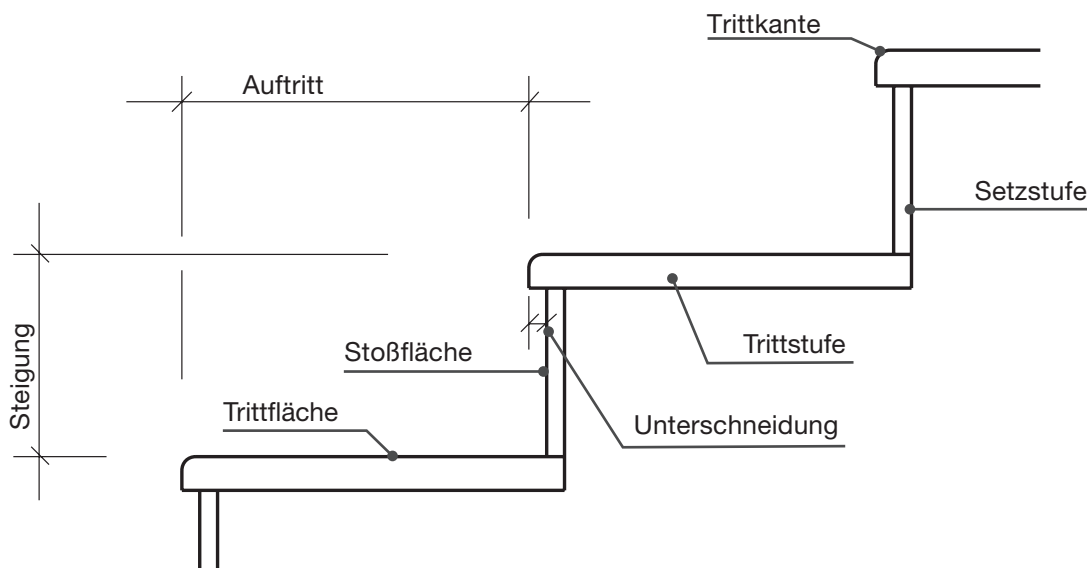 Trittkante
Auftritt
Setzstufe
Steigung
Trittstufe
Stoßfläche
Trittfläche
Unterschneidung